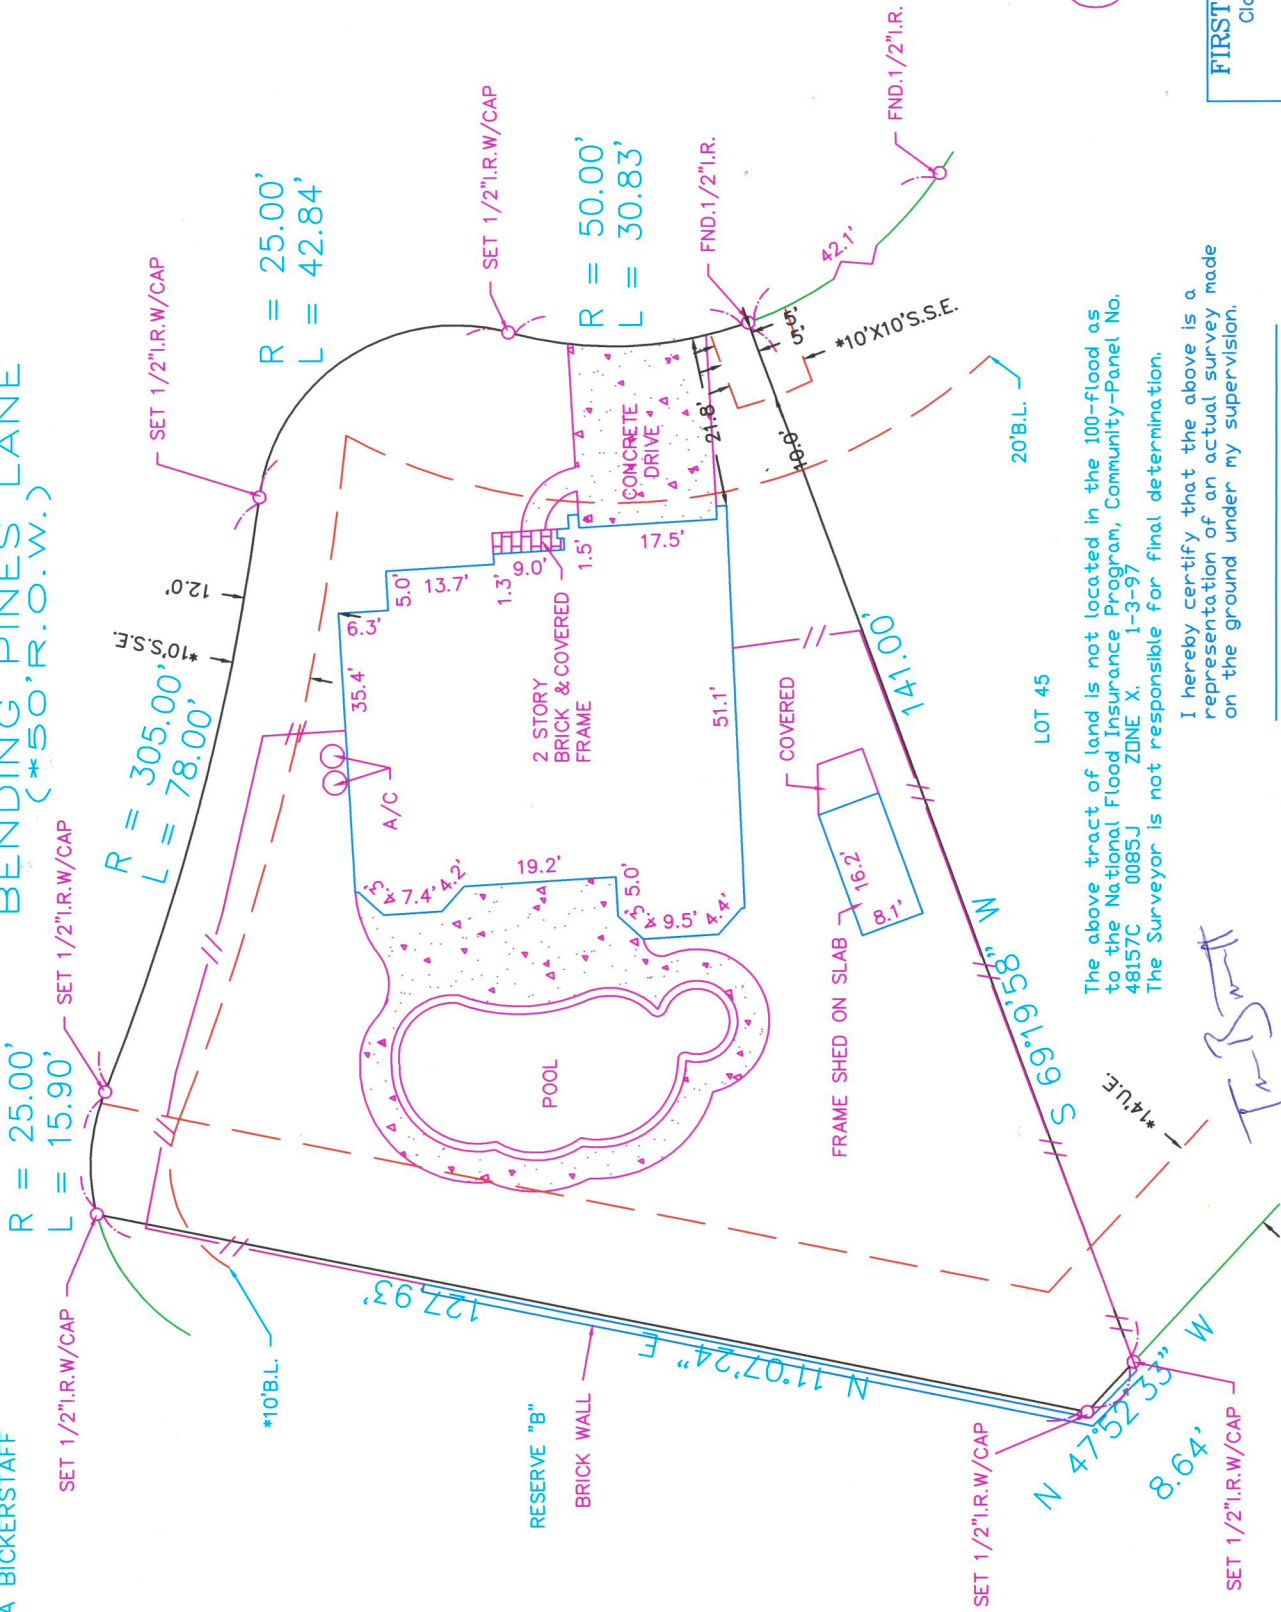 BENDING PINES LANE
(*50'R.O.W.)
A BICKERSTAFF
R = 25.00'
L = 15.90'
SET 1/2"I.R.W/CAP
SET 1/2"I.R.W/CAP
R = 305.00'
L = 78.00'
*10'S.S.E.
12.0'
SET 1/2"I.R.W/CAP
R = 25.00'
L = 42.84'
SET 1/2"I.R.W/CAP
R = 50.00'
L = 30.83'
FND.1/2"I.R.
FND.1/2"I.R.
42.1'
5'
5'
*10'X10'S.S.E.
20'B.L.
10.0'
21.8'
CONCRETE
DRIVE
17.5'
1.5'
9.0'
1.3'
13.7'
5.0'
6.3'
35.4'
A/C
2 STORY
BRICK & COVERED
FRAME
51.1'
COVERED
16.2'
8.1'
FRAME SHED ON SLAB
7.4'
4.2'
19.2'
5.0'
9.5'
4.4'
POOL
*10'B.L.
127.93'
N 11°07'24" E
RESERVE "B"
BRICK WALL
SET 1/2"I.R.W/CAP
N 47°52'33" W
8.64'
SET 1/2"I.R.W/CAP
*14'U.E.
S 69°19'58" W
141.00'
LOT 45
The above tract of land is not located in the 100-flood as
to the National Flood Insurance Program, Community-Panel No.
48157C 0085J ZONE X. 1-3-97
The Surveyor is not responsible for final determination.
I hereby certify that the above is a
representation of an actual survey made
on the ground under my supervision.
FIRST
Clo